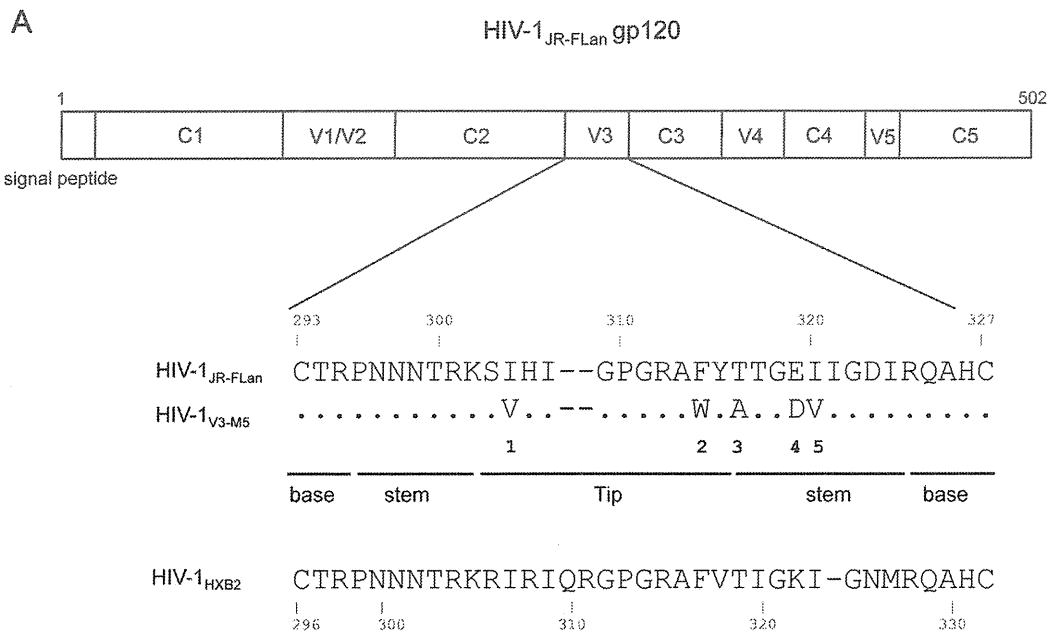 A
HIV-1JR-FLan gp120
1 502
C1 V1/V2 C2 V3 C3 V4 C4 V5 C5
signal peptide
293 300 310 320 327
HIV-1JR-FLan CTRPNNNTRKSIHI--GPGRAFYTTGEIIGDIRQAHC
HIV-1V3-M5 ...........V..--.....W.A..DV.........
1 2 3 4 5
base stem Tip stem base
HIV-1HXB2 CTRPNNNTRKRIRIQRGPGRAFVTIGKI-GNMRQAHC
296 300 310 320 330